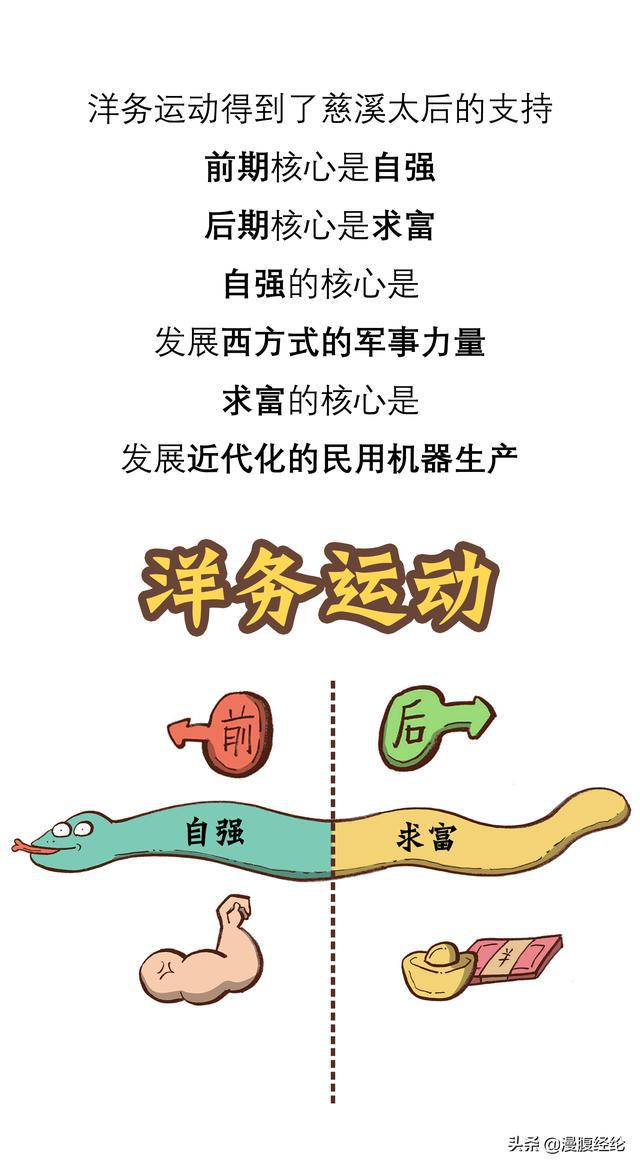 洋务运动得到了慈溪太后的支持
前期核心是自强
后期核心是求富
自强的核心是
发展西方式的军事力量
求富的核心是
发展近代化的民用机器生产
洋务运动
前
后
自强
求富
¥
头条 @漫腹经纶